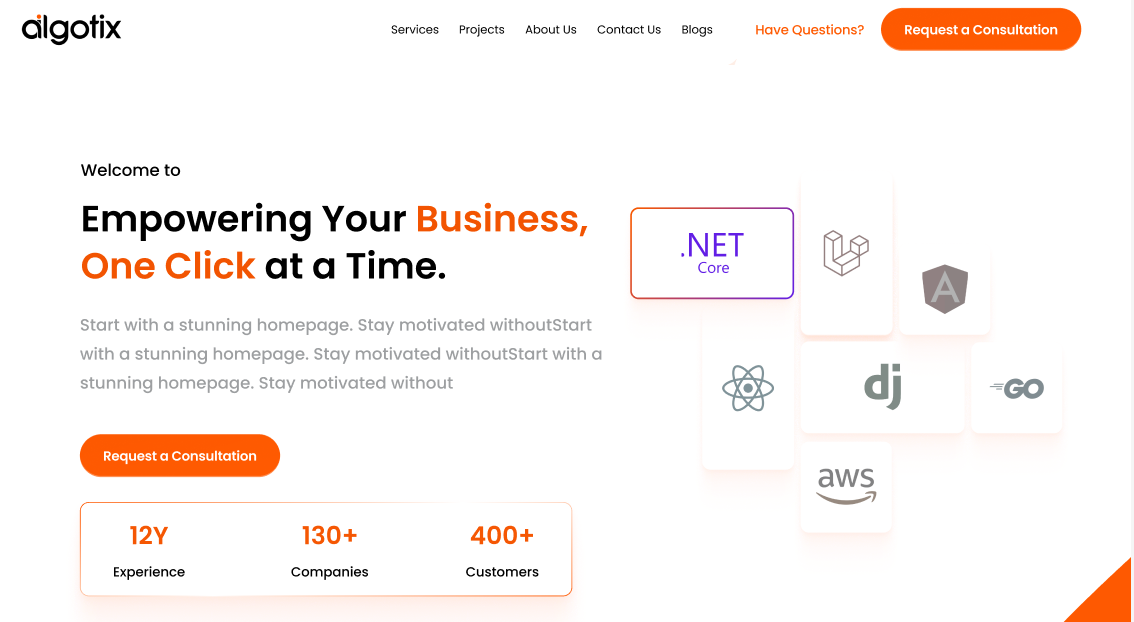 algofix
Services Projects About Us Contact Us Blogs Have Questions? Request a Consultation
Welcome to
Empowering Your Business,
One Click at a Time.
Start with a stunning homepage. Stay motivated withoutStart
with a stunning homepage. Stay motivated withoutStart with a
stunning homepage. Stay motivated without
Request a Consultation
12Y 130+ 400+
Experience Companies Customers
.NET
Core
A
dj
GO
aws